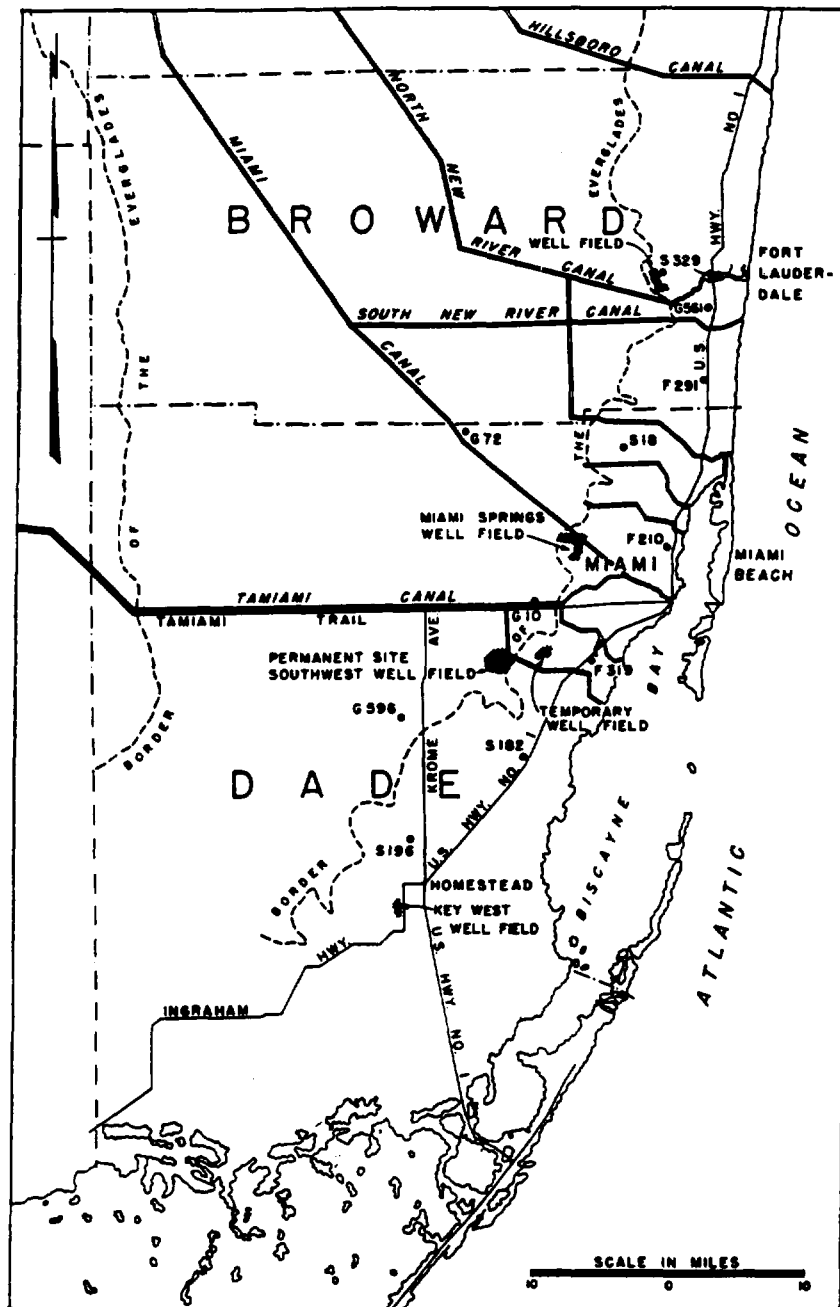 HILLSBORO CANAL
NORTH NEW RIVER CANAL
MIAMI CANAL
EVERGLADES
EVERGLADES
HWY. NO 1
BROWARD
WELL FIELD
S329
FORT
LAUDER-
DALE
G561
SOUTH NEW RIVER CANAL
U.S.
F291
THE
THE
G72
S18
OCEAN
MIAMI SPRINGS
WELL FIELD
F210
MIAMI
MIAMI
BEACH
OF
TAMIAMI CANAL
TAMIAMI TRAIL
G10
OF
AVE.
PERMANENT SITE
SOUTHWEST WELL FIELD
F319
BAY
TEMPORARY
WELL FIELD
G596
S182
BORDER
DADE
KROME
U.S. HWY. NO. 1
BISCAYNE
S196
ATLANTIC
BORDER
HOMESTEAD
KEY WEST
WELL FIELD
HWY.
INGRAHAM
U.S. HWY NO. 1
SCALE IN MILES
10 0 10